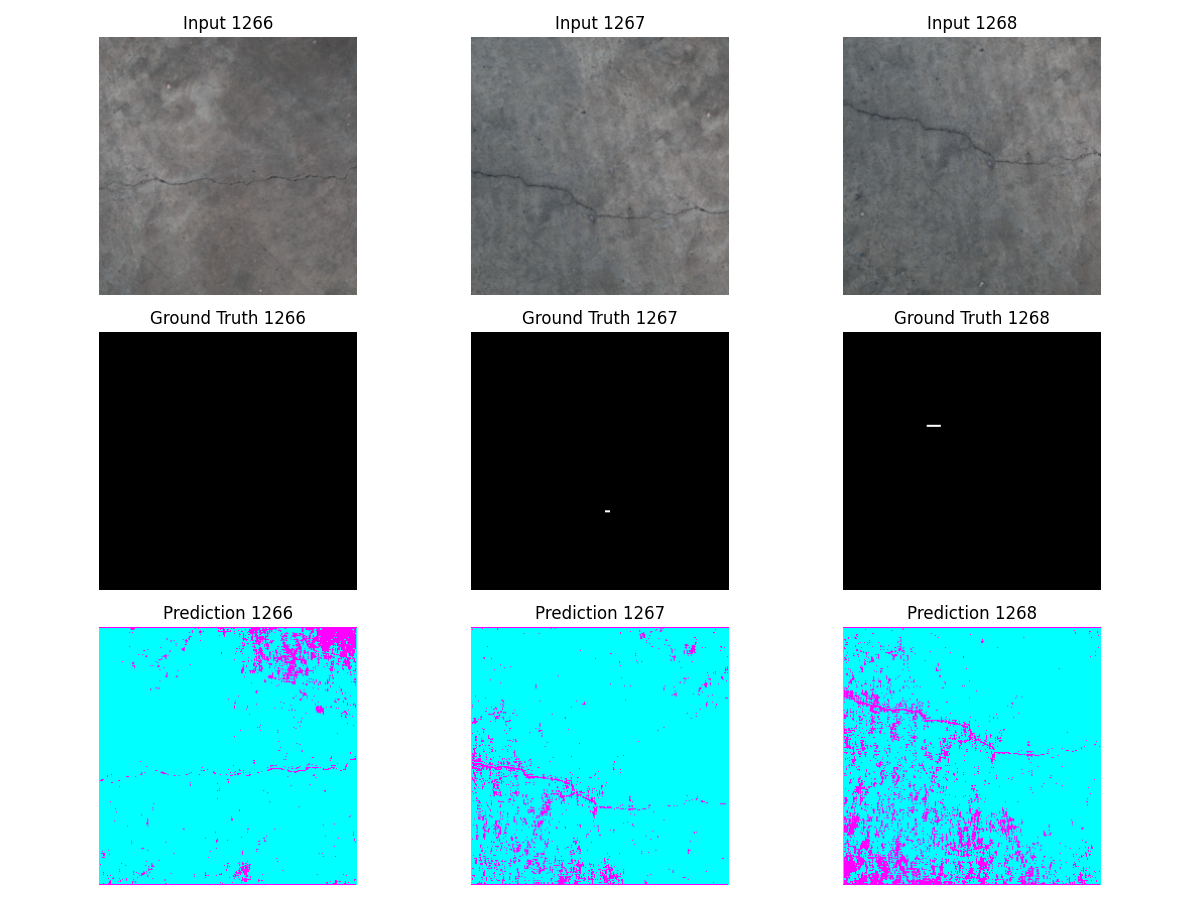 Input 1266
Input 1267
Input 1268
Ground Truth 1266
Ground Truth 1267
Ground Truth 1268
Prediction 1266
Prediction 1267
Prediction 1268